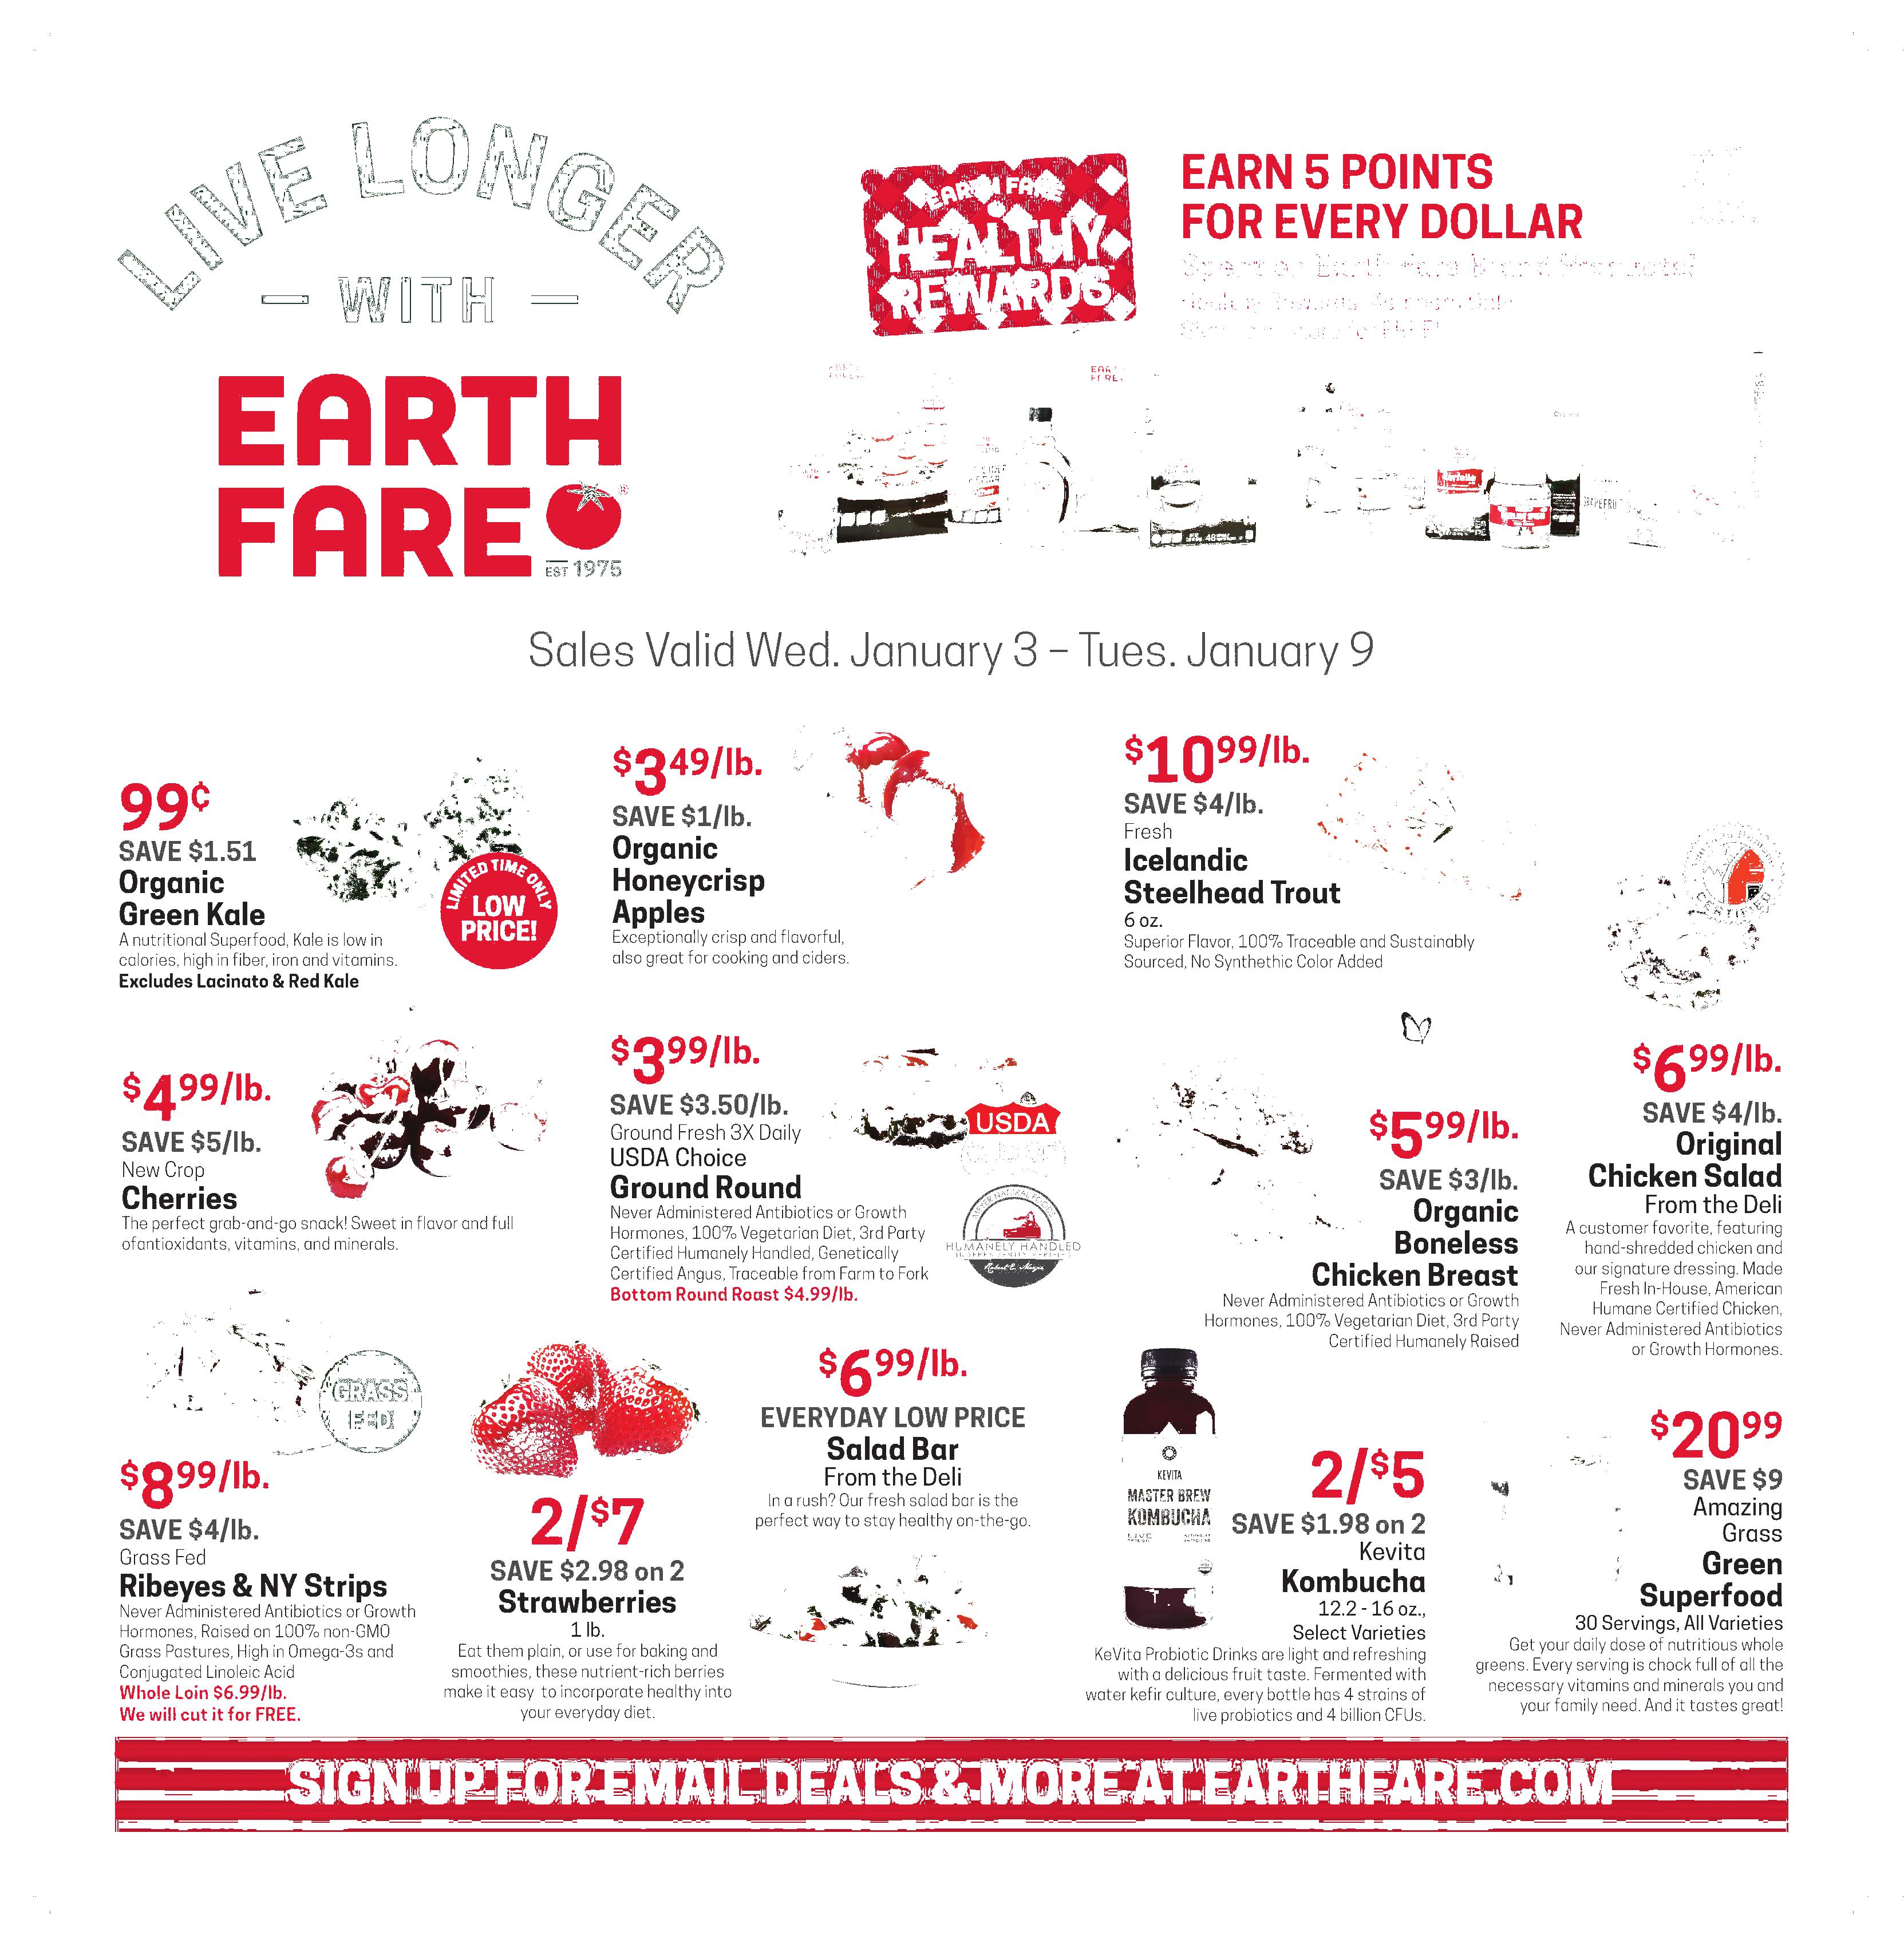 LIVE LONGER
WITH
EARTH
FARE
EST 1975
EARTH FARE
HEALTHY
REWARDS
EARN 5 POINTS
FOR EVERY DOLLAR
Sales Valid Wed. January 3 – Tues. January 9
99¢
SAVE $1.51
Organic
Green Kale
A nutritional Superfood, Kale is low in
calories, high in fiber, iron and vitamins.
Excludes Lacinato & Red Kale
LIMITED TIME ONLY
LOW
PRICE!
$3 49/lb.
SAVE $1/lb.
Organic
Honeycrisp
Apples
Exceptionally crisp and flavorful,
also great for cooking and ciders.
$10 99/lb.
SAVE $4/lb.
Fresh
Icelandic
Steelhead Trout
6 oz.
Superior Flavor, 100% Traceable and Sustainably
Sourced, No Synthethic Color Added
CERTIFIED
$4 99/lb.
SAVE $5/lb.
New Crop
Cherries
The perfect grab-and-go snack! Sweet in flavor and full
ofantioxidants, vitamins, and minerals.
$3 99/lb.
SAVE $3.50/lb.
Ground Fresh 3X Daily
USDA Choice
Ground Round
Never Administered Antibiotics or Growth
Hormones, 100% Vegetarian Diet, 3rd Party
Certified Humanely Handled, Genetically
Certified Angus, Traceable from Farm to Fork
Bottom Round Roast $4.99/lb.
USDA
MEYER NATURAL FOODS
HUMANELY HANDLED
$5 99/lb.
SAVE $3/lb.
Organic
Boneless
Chicken Breast
Never Administered Antibiotics or Growth
Hormones, 100% Vegetarian Diet, 3rd Party
Certified Humanely Raised
$6 99/lb.
SAVE $4/lb.
Original
Chicken Salad
From the Deli
A customer favorite, featuring
hand-shredded chicken and
our signature dressing. Made
Fresh In-House, American
Humane Certified Chicken,
Never Administered Antibiotics
or Growth Hormones.
GRASS
FED
$8 99/lb.
SAVE $4/lb.
Grass Fed
Ribeyes & NY Strips
Never Administered Antibiotics or Growth
Hormones, Raised on 100% non-GMO
Grass Pastures, High in Omega-3s and
Conjugated Linoleic Acid
Whole Loin $6.99/lb.
We will cut it for FREE.
2/$7
SAVE $2.98 on 2
Strawberries
1 lb.
Eat them plain, or use for baking and
smoothies, these nutrient-rich berries
make it easy to incorporate healthy into
your everyday diet.
$6 99/lb.
EVERYDAY LOW PRICE
Salad Bar
From the Deli
In a rush? Our fresh salad bar is the
perfect way to stay healthy on-the-go.
KEVITA
MASTER BREW
KOMBUCHA
2/$5
SAVE $1.98 on 2
Kevita
Kombucha
12.2 - 16 oz.,
Select Varieties
KeVita Probiotic Drinks are light and refreshing
with a delicious fruit taste. Fermented with
water kefir culture, every bottle has 4 strains of
live probiotics and 4 billion CFUs.
$20 99
SAVE $9
Amazing
Grass
Green
Superfood
30 Servings, All Varieties
Get your daily dose of nutritious whole
greens. Every serving is chock full of all the
necessary vitamins and minerals you and
your family need. And it tastes great!
SIGN UP FOR EMAIL DEALS & MORE AT EARTHFARE.COM